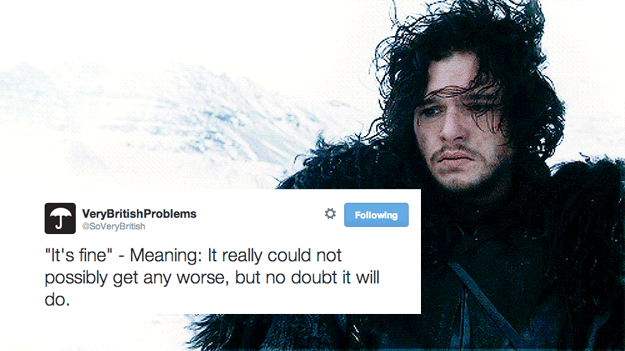 VeryBritishProblems
@SoVeryBritish
Following
"It's fine" - Meaning: It really could not
possibly get any worse, but no doubt it will
do.